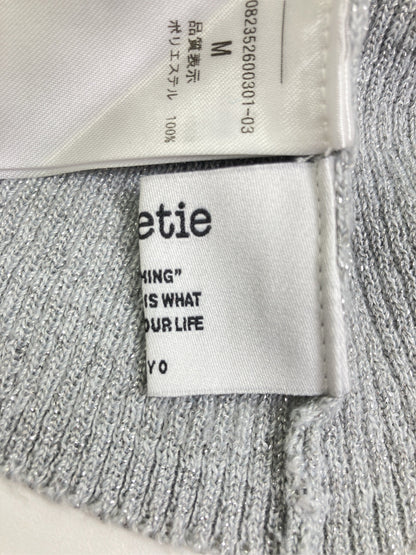 082352600301-03
M
品質表示
ポリエステル 100%
etie
HING"
IS WHAT
OUR LIFE
YO